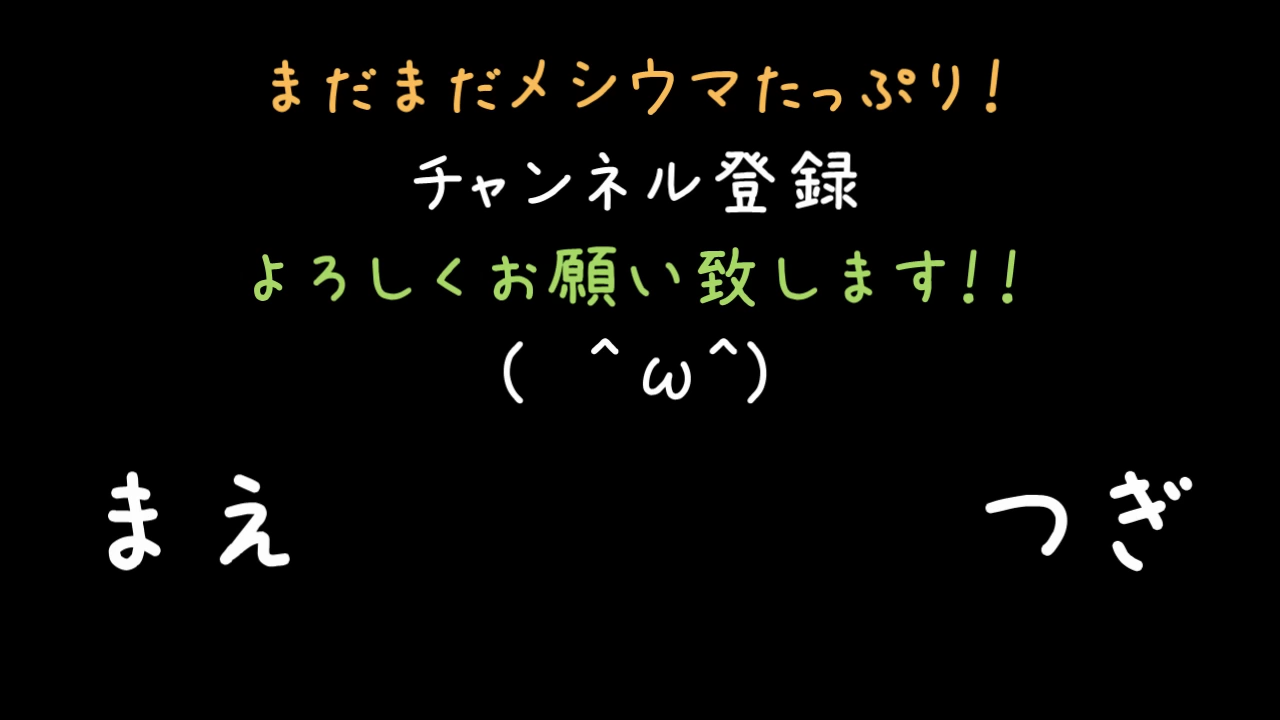 まだまだメシウマたっぷり!
チャンネル登録
よろしくお願い致します!!
( ^ω^)
まえ
つぎ